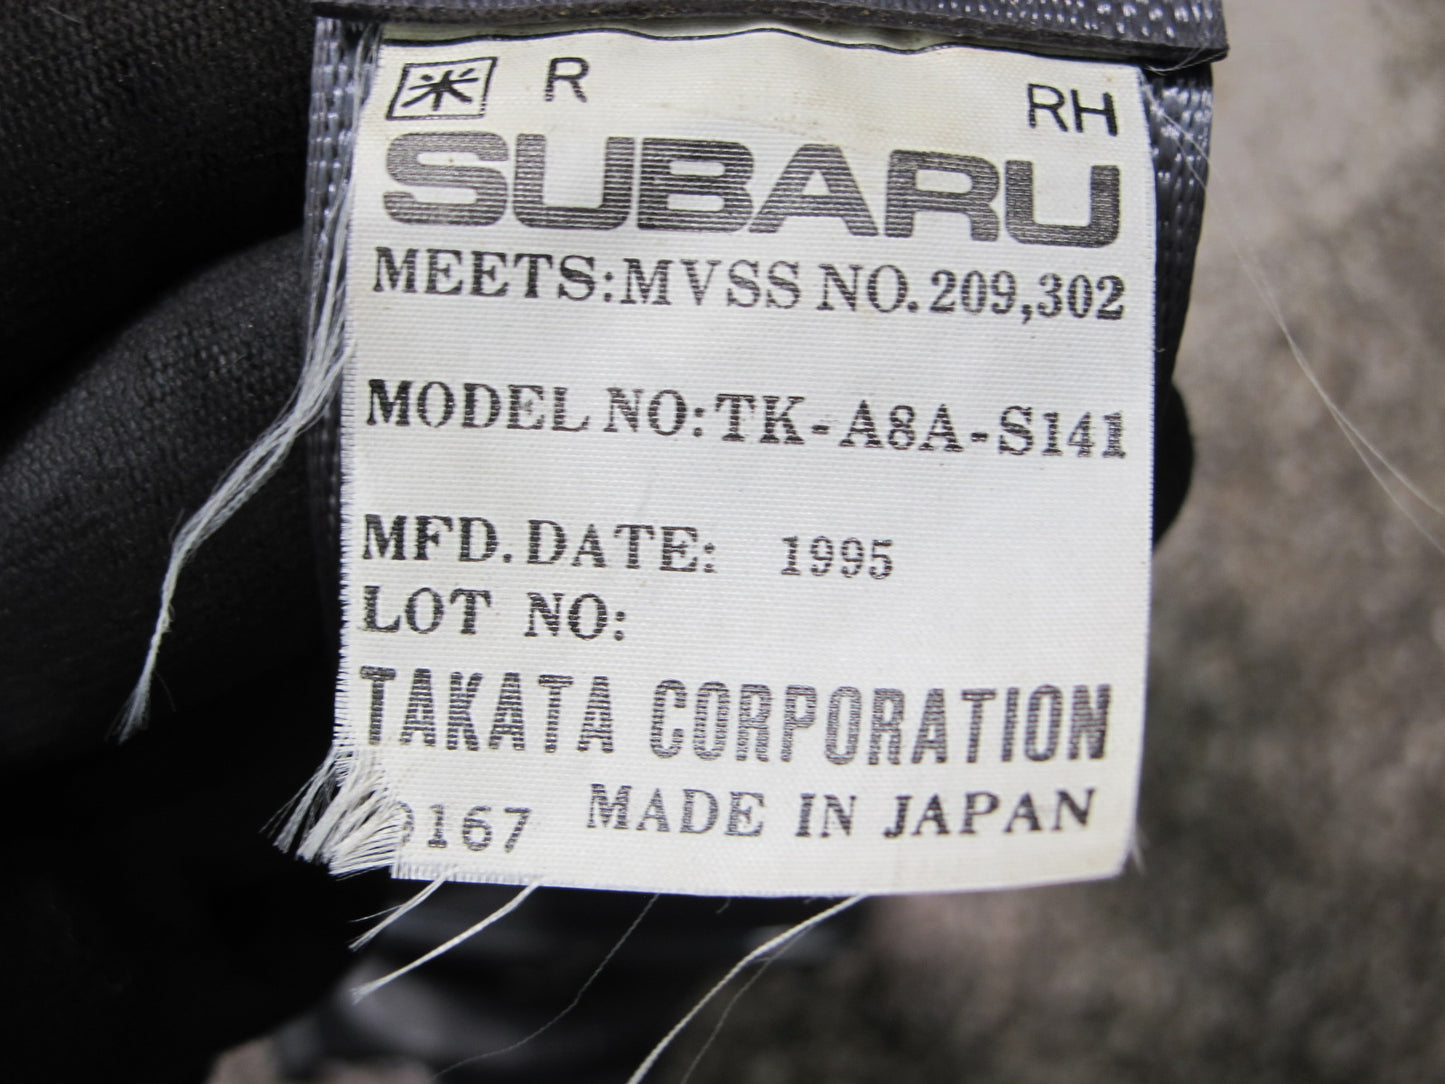 米 R RH
SUBARU
MEETS:MVSS NO.209,302
MODEL NO:TK-A8A-S141
MFD.DATE: 1995
LOT NO:
TAKATA CORPORATION
9167 MADE IN JAPAN